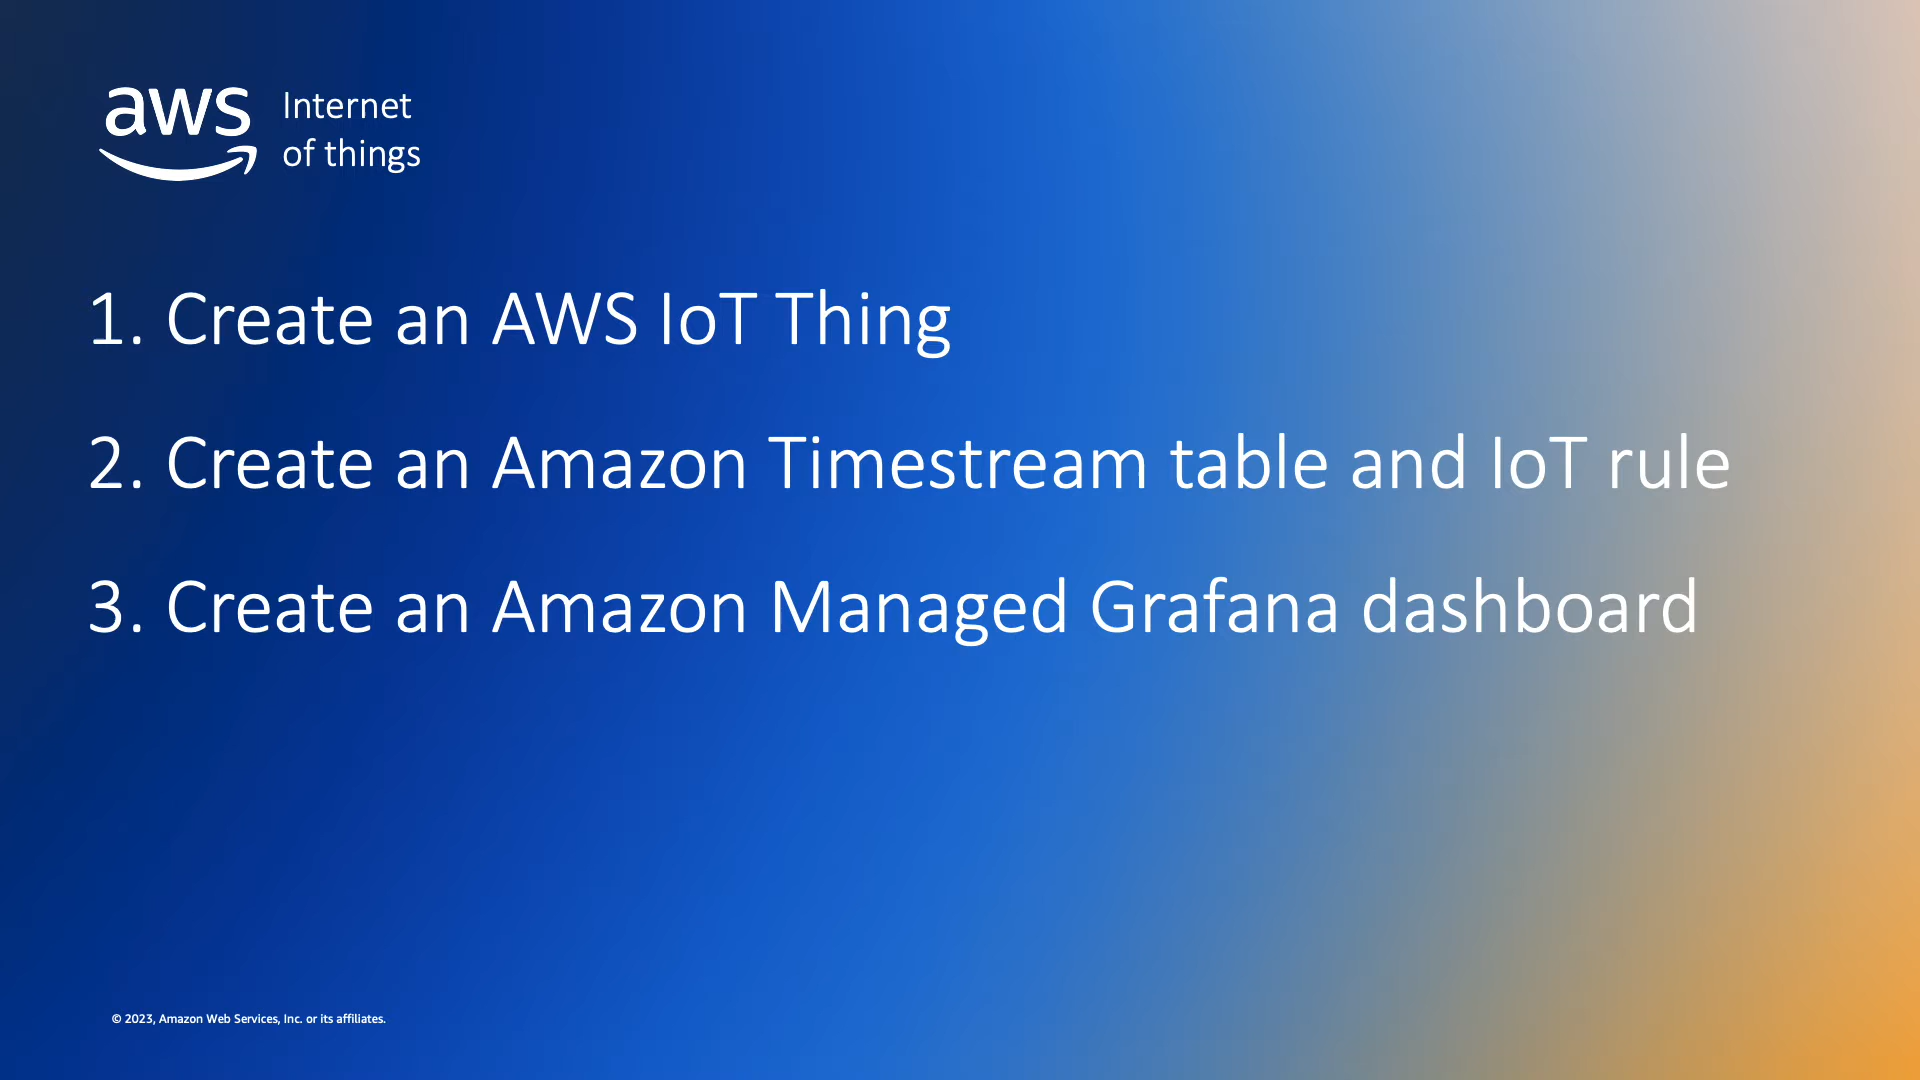 aws
Internet
of things
1. Create an AWS IoT Thing
2. Create an Amazon Timestream table and IoT rule
3. Create an Amazon Managed Grafana dashboard
© 2023, Amazon Web Services, Inc. or its affiliates.